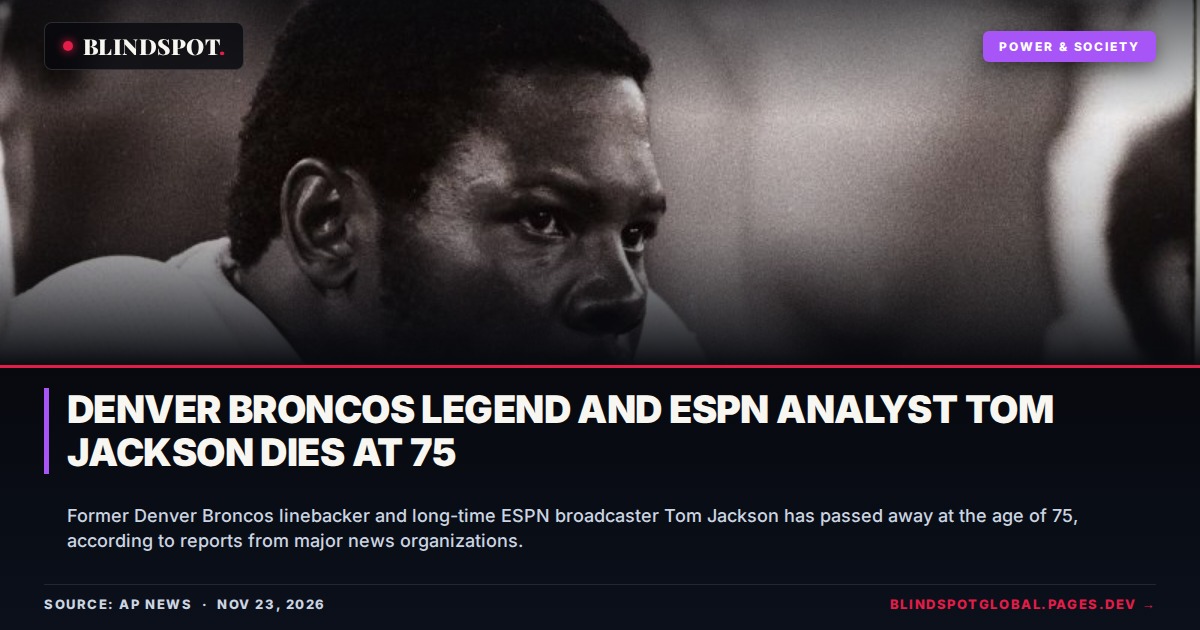 BLINDSPOT.
POWER & SOCIETY
DENVER BRONCOS LEGEND AND ESPN ANALYST TOM
JACKSON DIES AT 75
Former Denver Broncos linebacker and long-time ESPN broadcaster Tom Jackson has passed away at the age of 75,
according to reports from major news organizations.
SOURCE: AP NEWS · NOV 23, 2026
BLINDSPOTGLOBAL.PAGES.DEV →